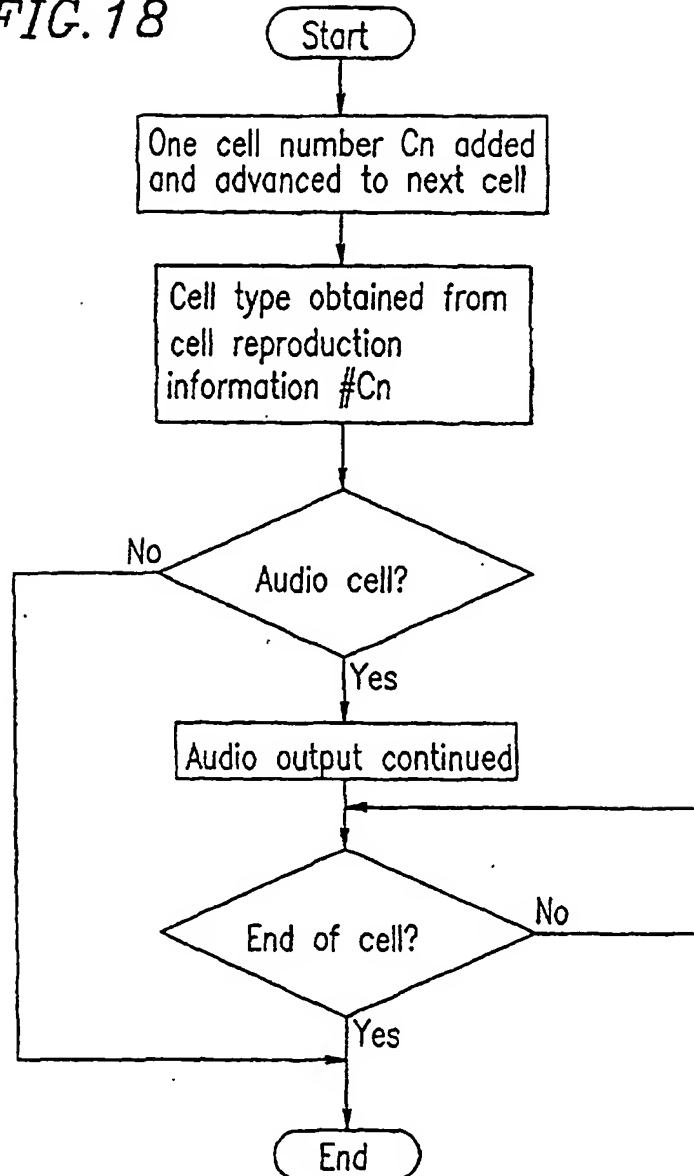 FIG.18
Start
One cell number Cn added
and advanced to next cell
Cell type obtained from
cell reproduction
information #Cn
No
Audio cell?
Yes
Audio output continued
End of cell?
No
Yes
End